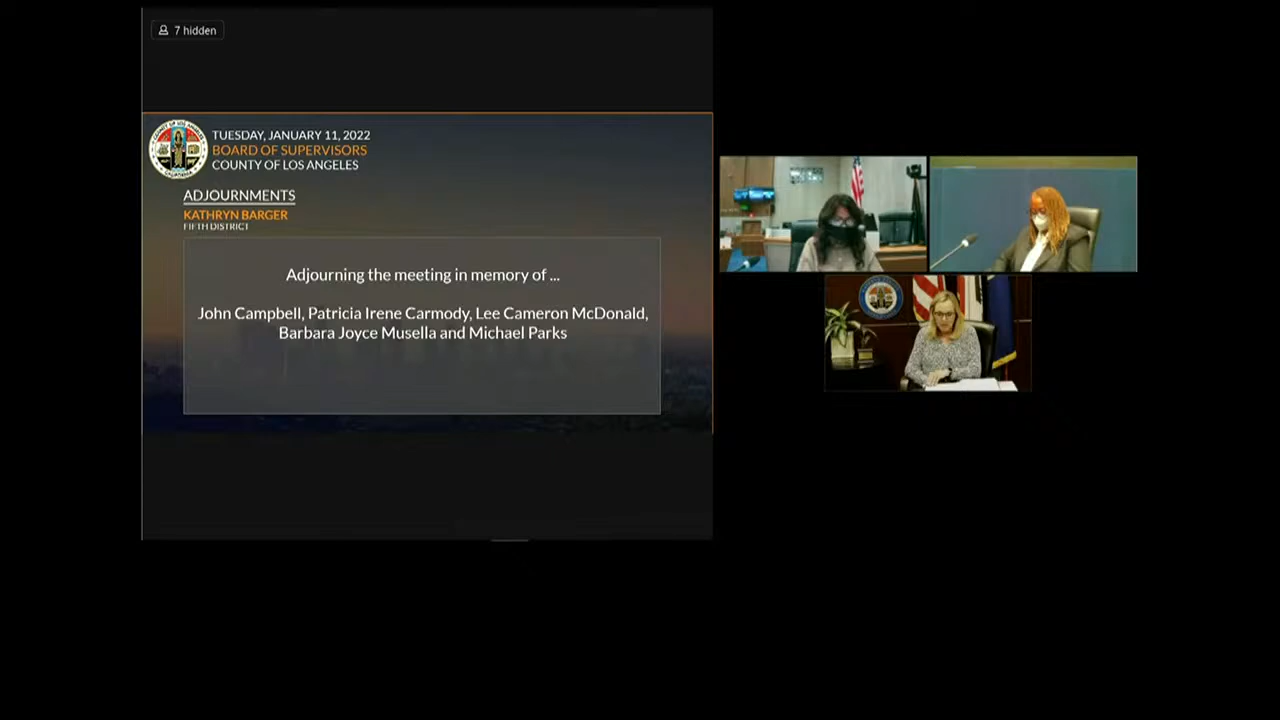 7 hidden
TUESDAY, JANUARY 11, 2022
BOARD OF SUPERVISORS
COUNTY OF LOS ANGELES
ADJOURNMENTS
KATHRYN BARGER
FIFTH DISTRICT
Adjourning the meeting in memory of ...
John Campbell, Patricia Irene Carmody, Lee Cameron McDonald,
Barbara Joyce Musella and Michael Parks